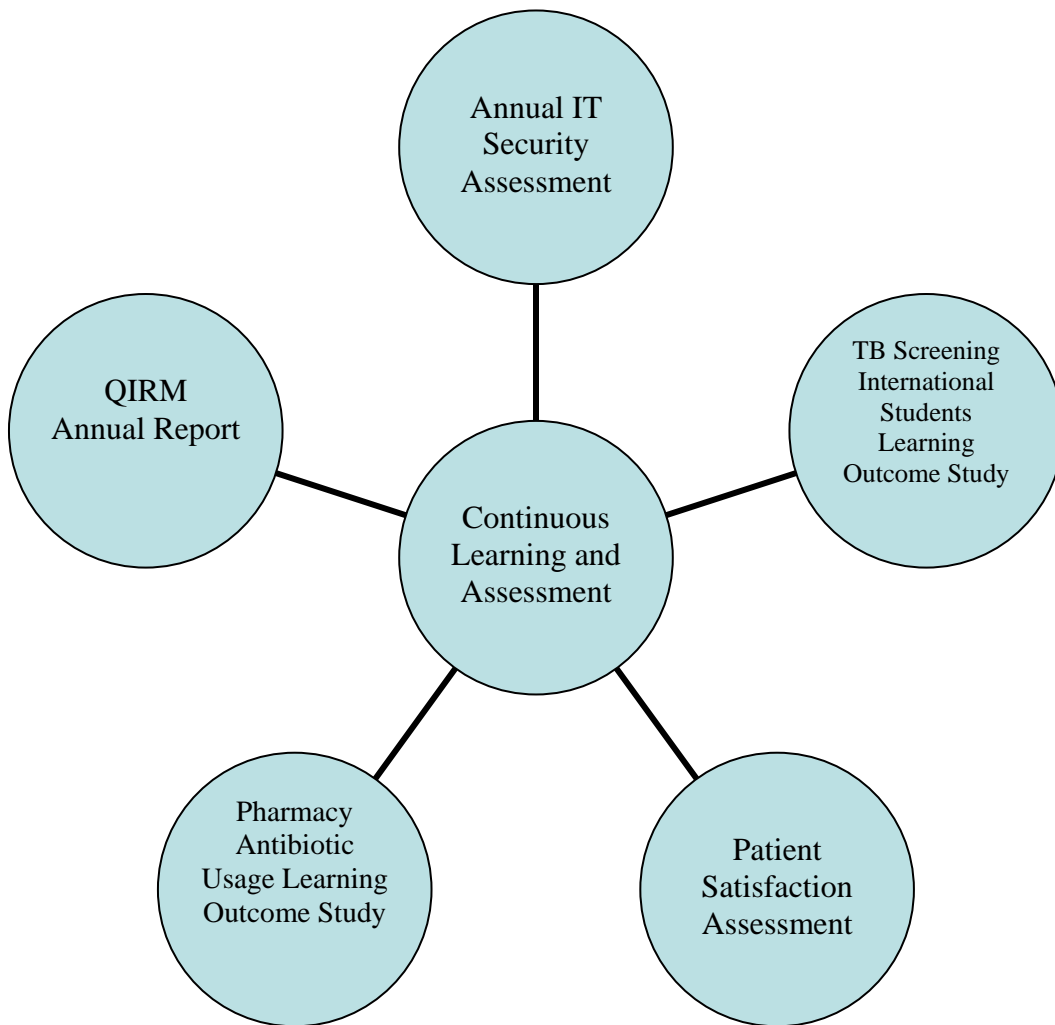 Annual IT
Security
Assessment
QIRM
Annual Report
TB Screening
International
Students
Learning
Outcome Study
Continuous
Learning and
Assessment
Pharmacy
Antibiotic
Usage Learning
Outcome Study
Patient
Satisfaction
Assessment